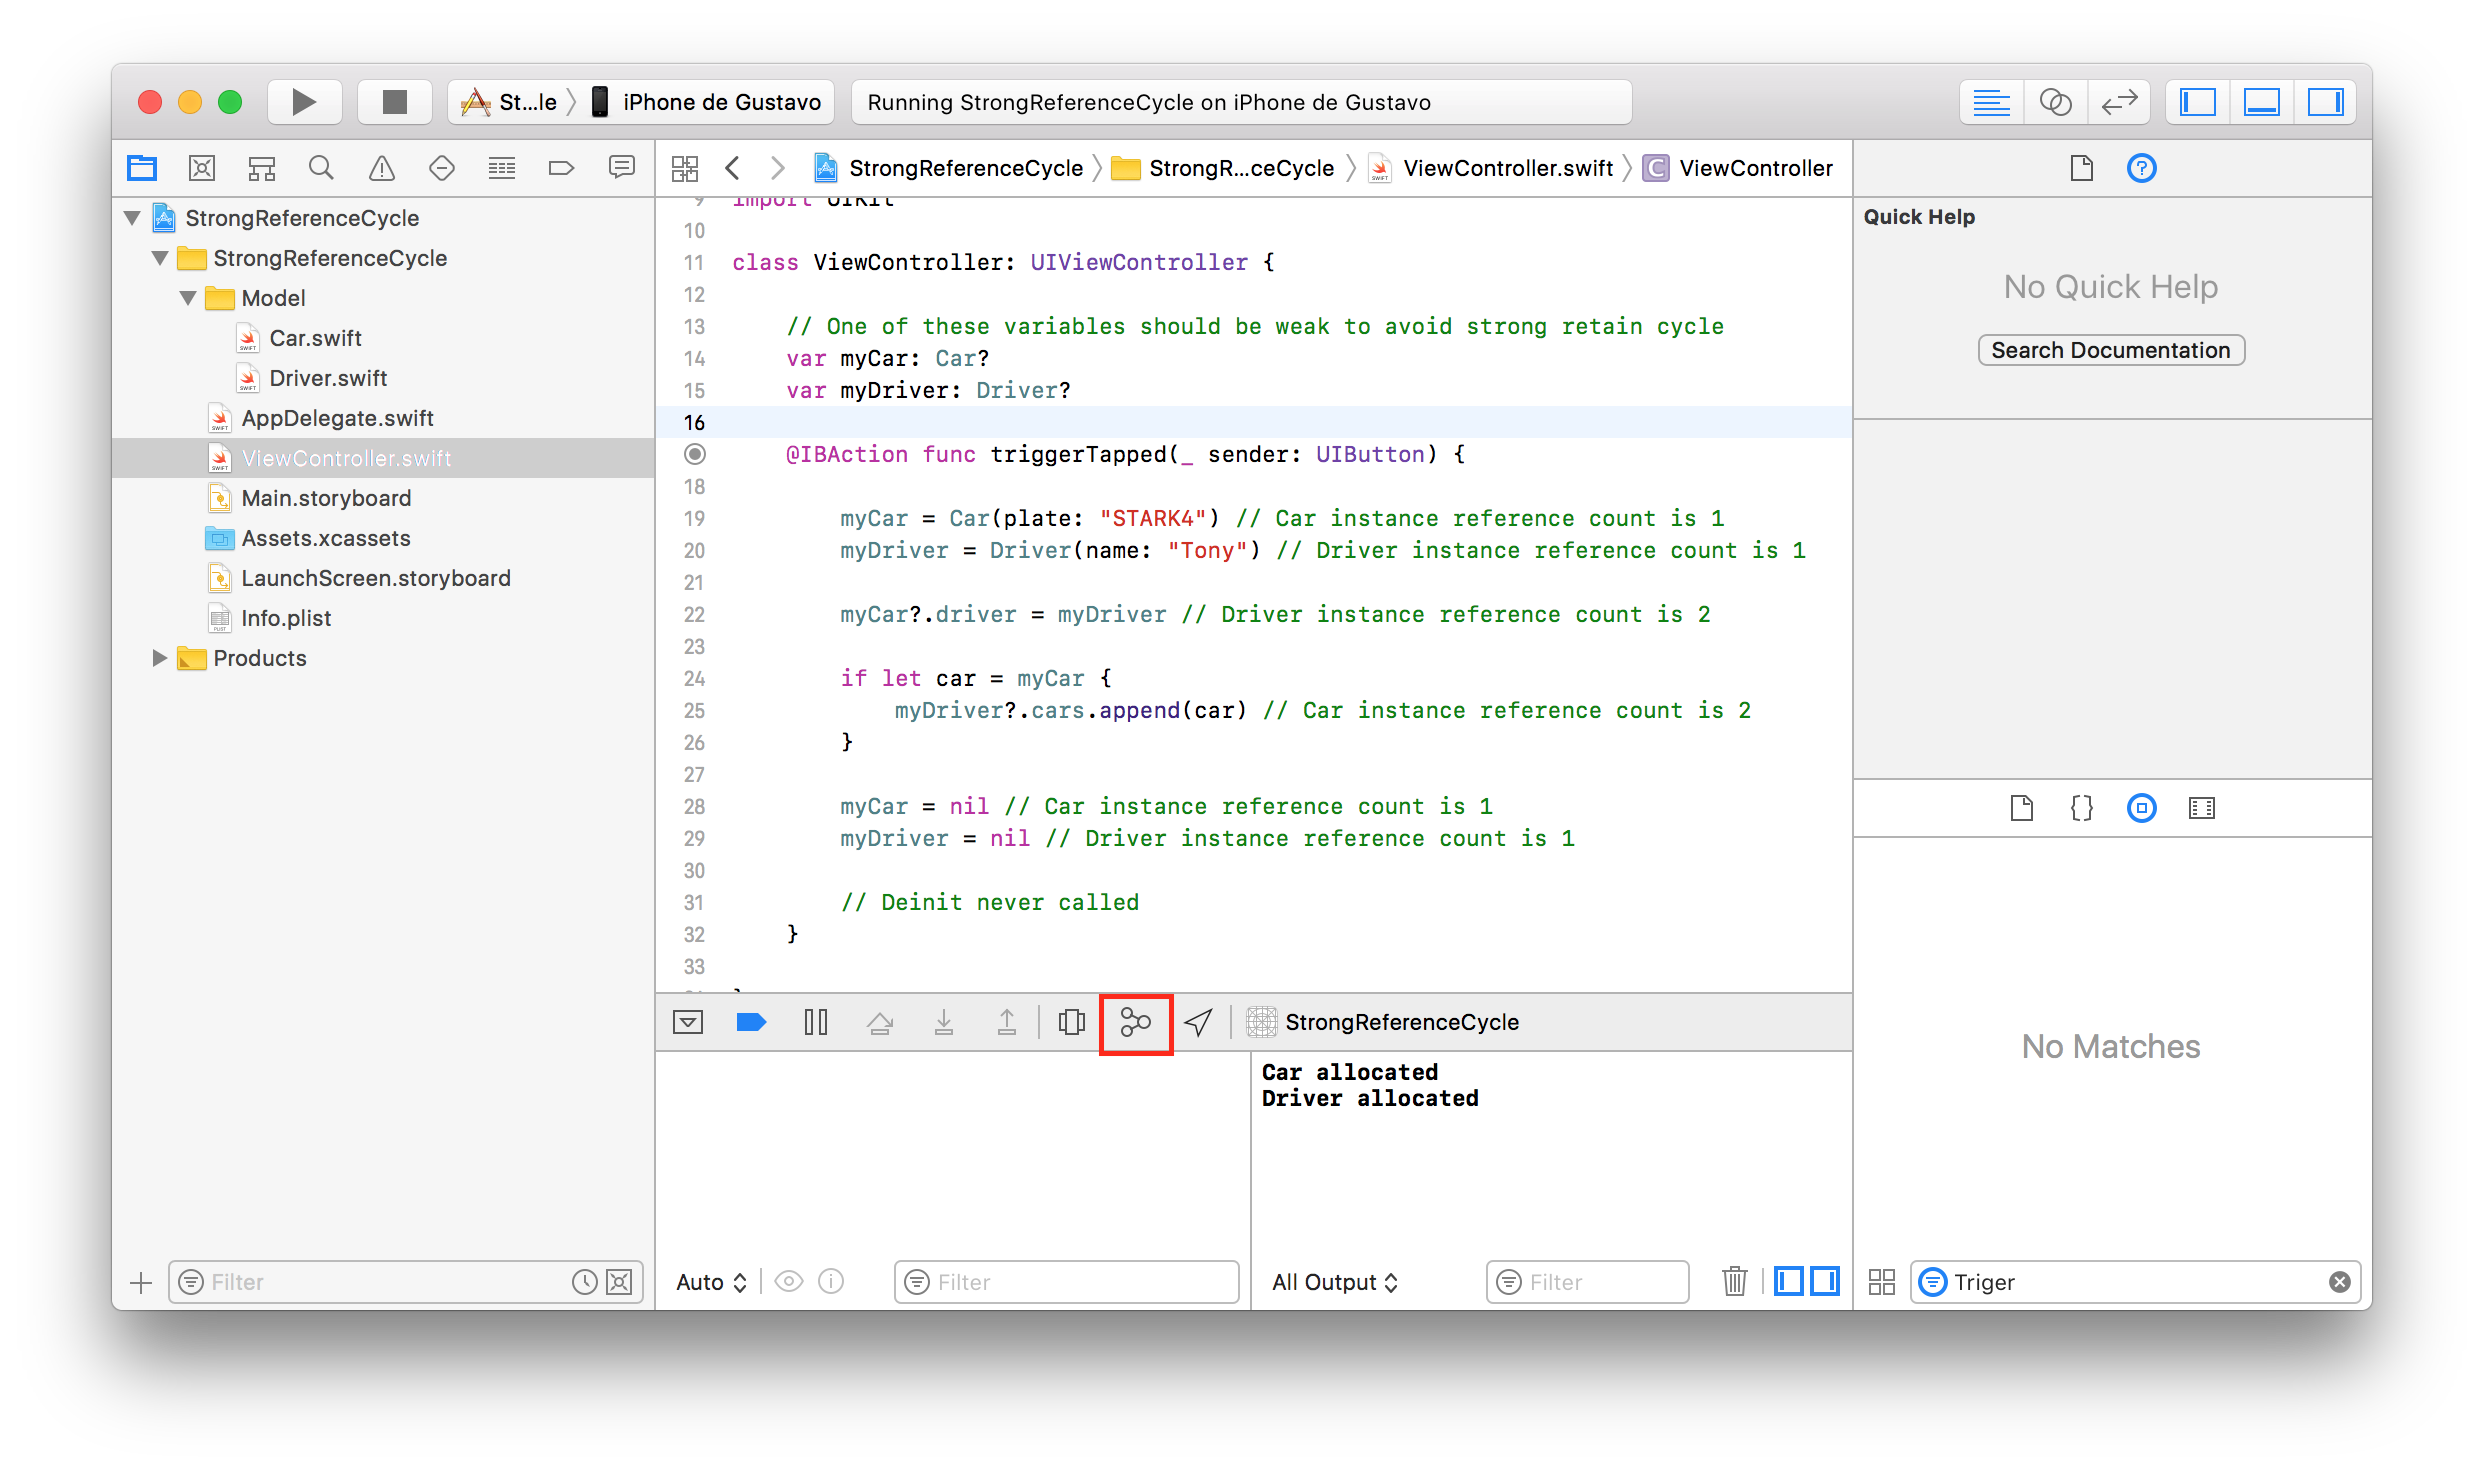 St...le
iPhone de Gustavo
Running StrongReferenceCycle on iPhone de Gustavo
StrongReferenceCycle
StrongR...ceCycle
ViewController.swift
C
ViewController
StrongReferenceCycle
StrongReferenceCycle
Model
Car.swift
Driver.swift
AppDelegate.swift
ViewController.swift
Main.storyboard
Assets.xcassets
LaunchScreen.storyboard
Info.plist
Products
Filter
9 import UIKit
10
11 class ViewController: UIViewController {
12
13 // One of these variables should be weak to avoid strong retain cycle
14 var myCar: Car?
15 var myDriver: Driver?
16
@IBAction func triggerTapped(_ sender: UIButton) {
18
19 myCar = Car(plate: "STARK4") // Car instance reference count is 1
20 myDriver = Driver(name: "Tony") // Driver instance reference count is 1
21
22 myCar?.driver = myDriver // Driver instance reference count is 2
23
24 if let car = myCar {
25 myDriver?.cars.append(car) // Car instance reference count is 2
26 }
27
28 myCar = nil // Car instance reference count is 1
29 myDriver = nil // Driver instance reference count is 1
30
31 // Deinit never called
32 }
33
StrongReferenceCycle
Car allocated
Driver allocated
Auto
Filter
All Output
Filter
Quick Help
No Quick Help
Search Documentation
{}
No Matches
Triger